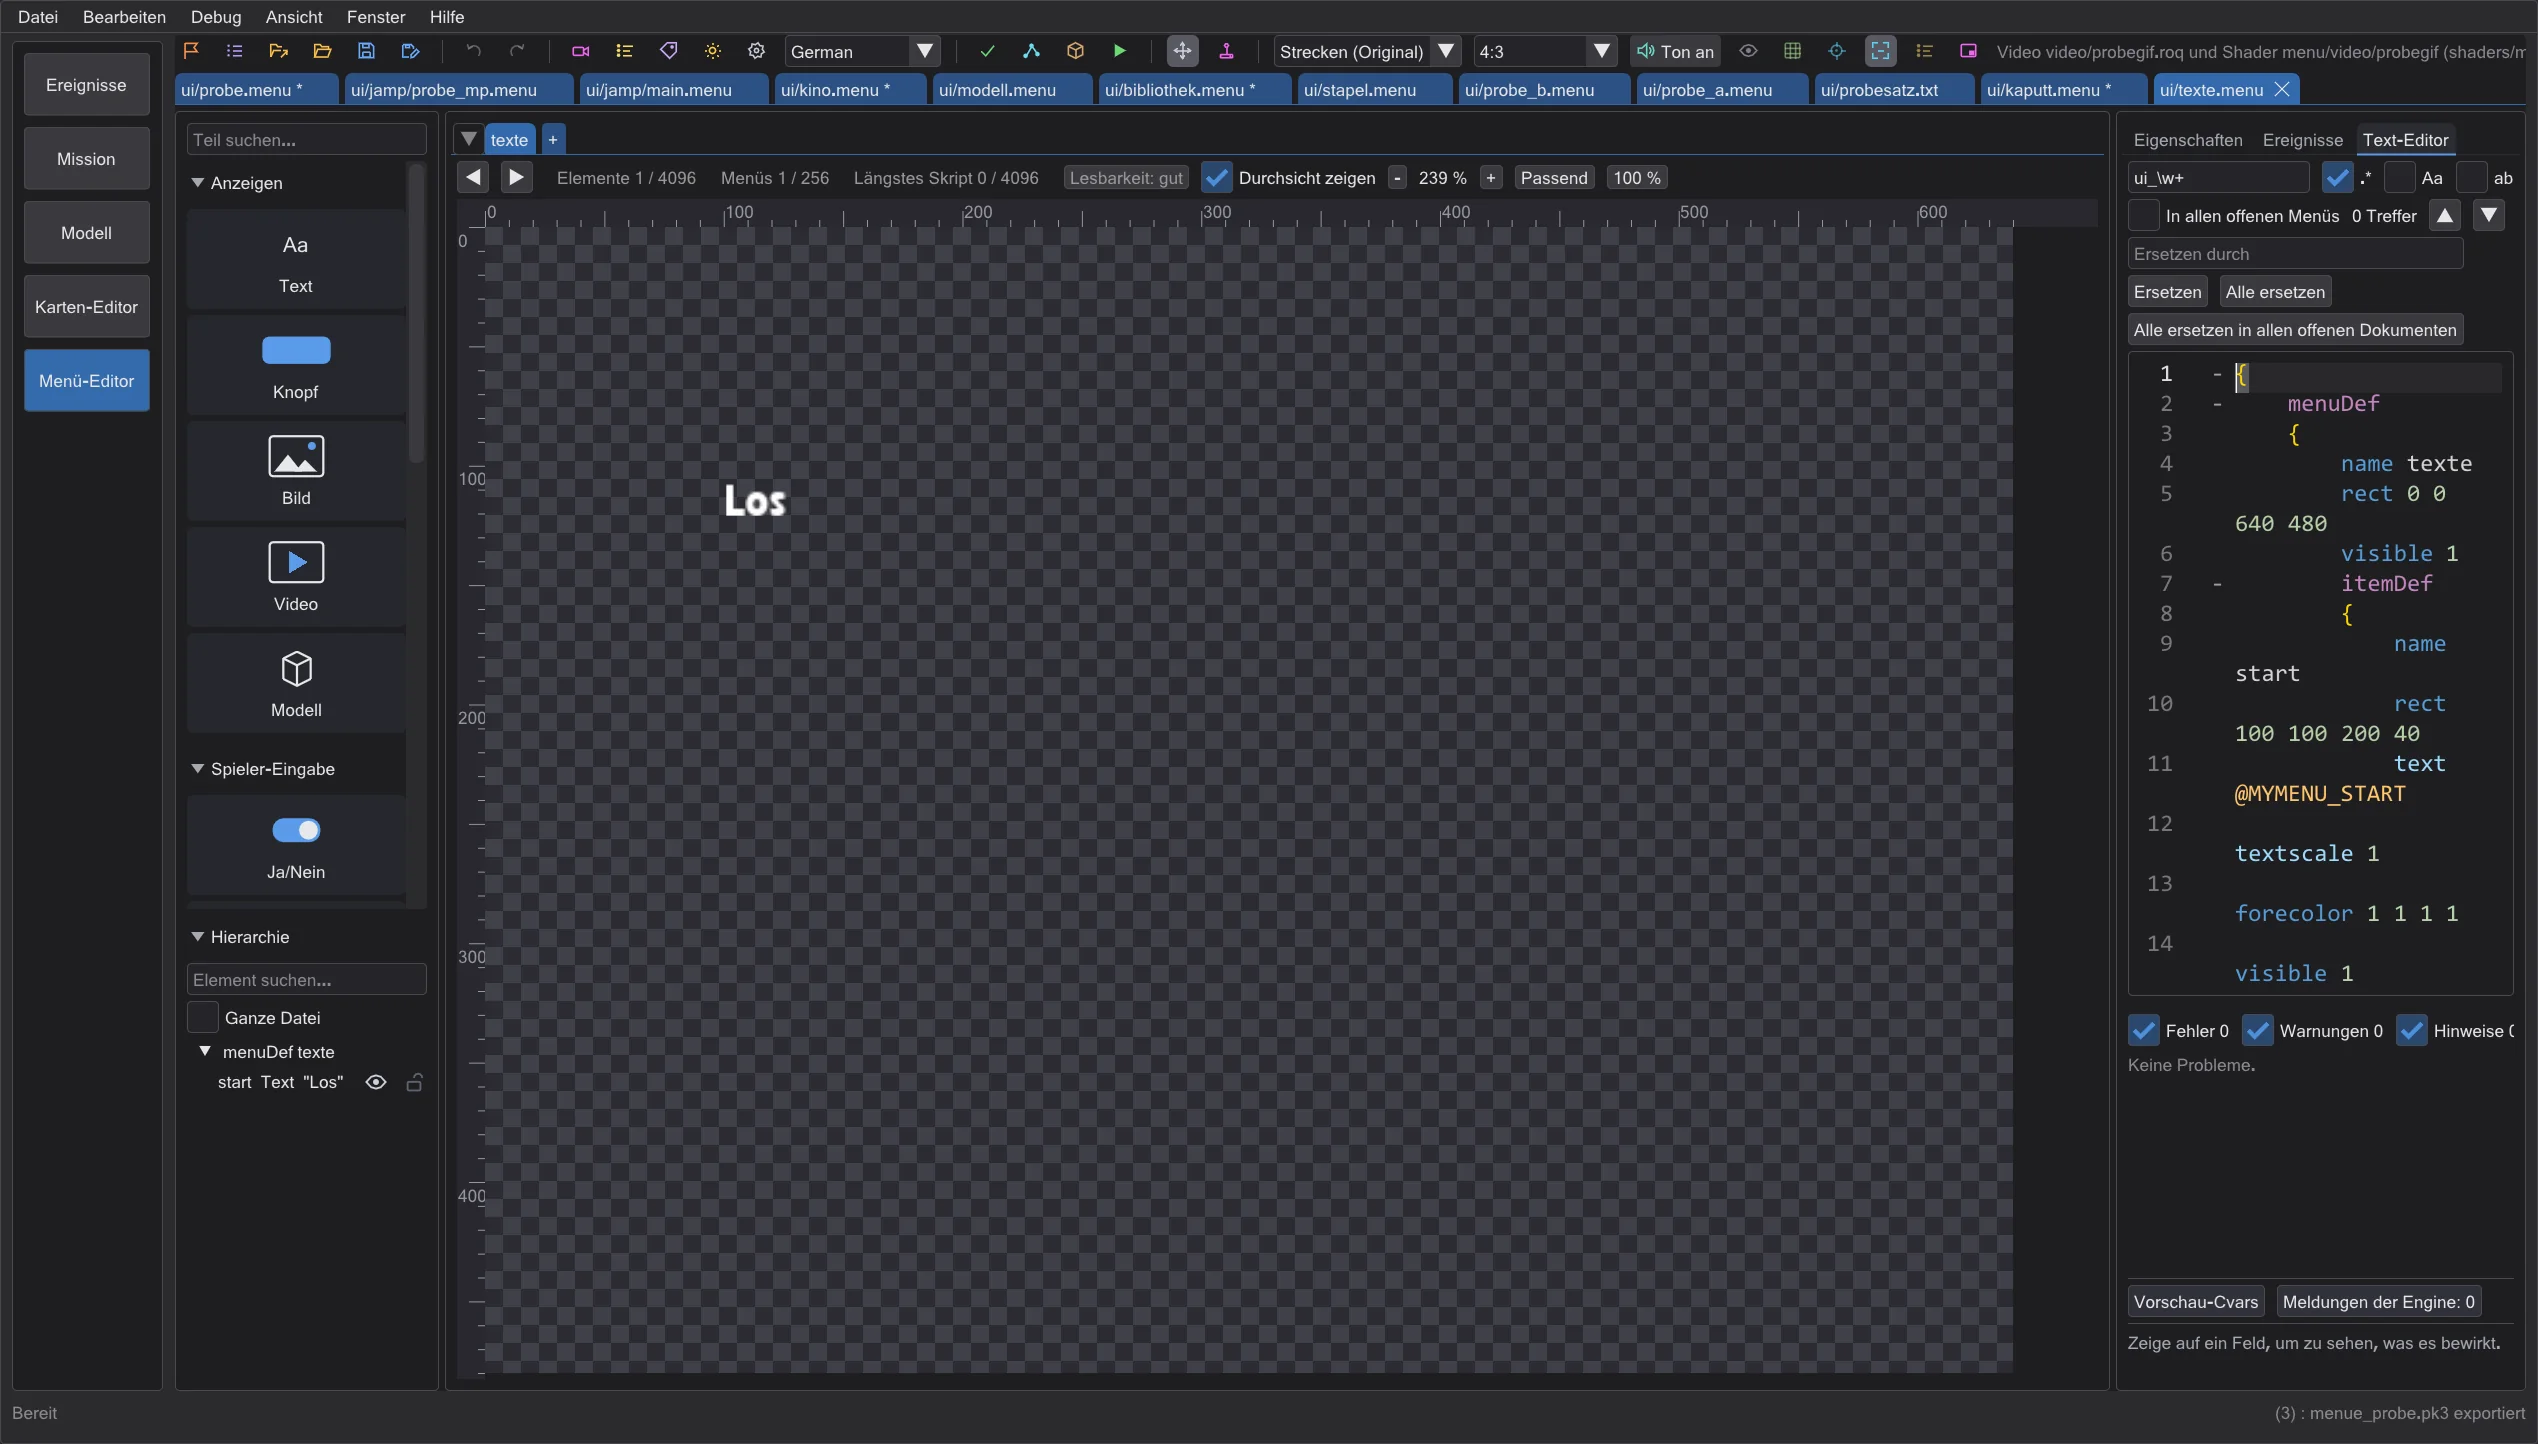 Datei Bearbeiten Debug Ansicht Fenster Hilfe
German Strecken (Original) 4:3 Ton an Video video/probegif.roq und Shader menu/video/probegif (shaders/m
ui/probe.menu * ui/jamp/probe_mp.menu ui/jamp/main.menu ui/kino.menu * ui/modell.menu ui/bibliothek.menu * ui/stapel.menu ui/probe_b.menu ui/probe_a.menu ui/probesatz.txt ui/kaputt.menu * ui/texte.menu
Ereignisse
Mission
Modell
Karten-Editor
Menü-Editor
Teil suchen...
Anzeigen
Aa
Text
Knopf
Bild
Video
Modell
Spieler-Eingabe
Ja/Nein
Hierarchie
Element suchen...
Ganze Datei
menuDef texte
start Text "Los"
texte +
Elemente 1 / 4096 Menüs 1 / 256 Längstes Skript 0 / 4096 Lesbarkeit: gut Durchsicht zeigen - 239 % + Passend 100 %
0 100 200 300 400 500 600
0
100
200
300
400
Los
Eigenschaften Ereignisse Text-Editor
ui_\w+ .* Aa ab
In allen offenen Menüs 0 Treffer
Ersetzen durch
Ersetzen Alle ersetzen
Alle ersetzen in allen offenen Dokumenten
1 - {
2 - menuDef
3 {
4 name texte
5 rect 0 0
640 480
6 visible 1
7 - itemDef
8 {
9 name
start
10 rect
100 100 200 40
11 text
@MYMENU_START
12
textscale 1
13
forecolor 1 1 1 1
14
visible 1
Fehler 0 Warnungen 0 Hinweise 0
Keine Probleme.
Vorschau-Cvars Meldungen der Engine: 0
Zeige auf ein Feld, um zu sehen, was es bewirkt.
Bereit
(3) : menue_probe.pk3 exportiert